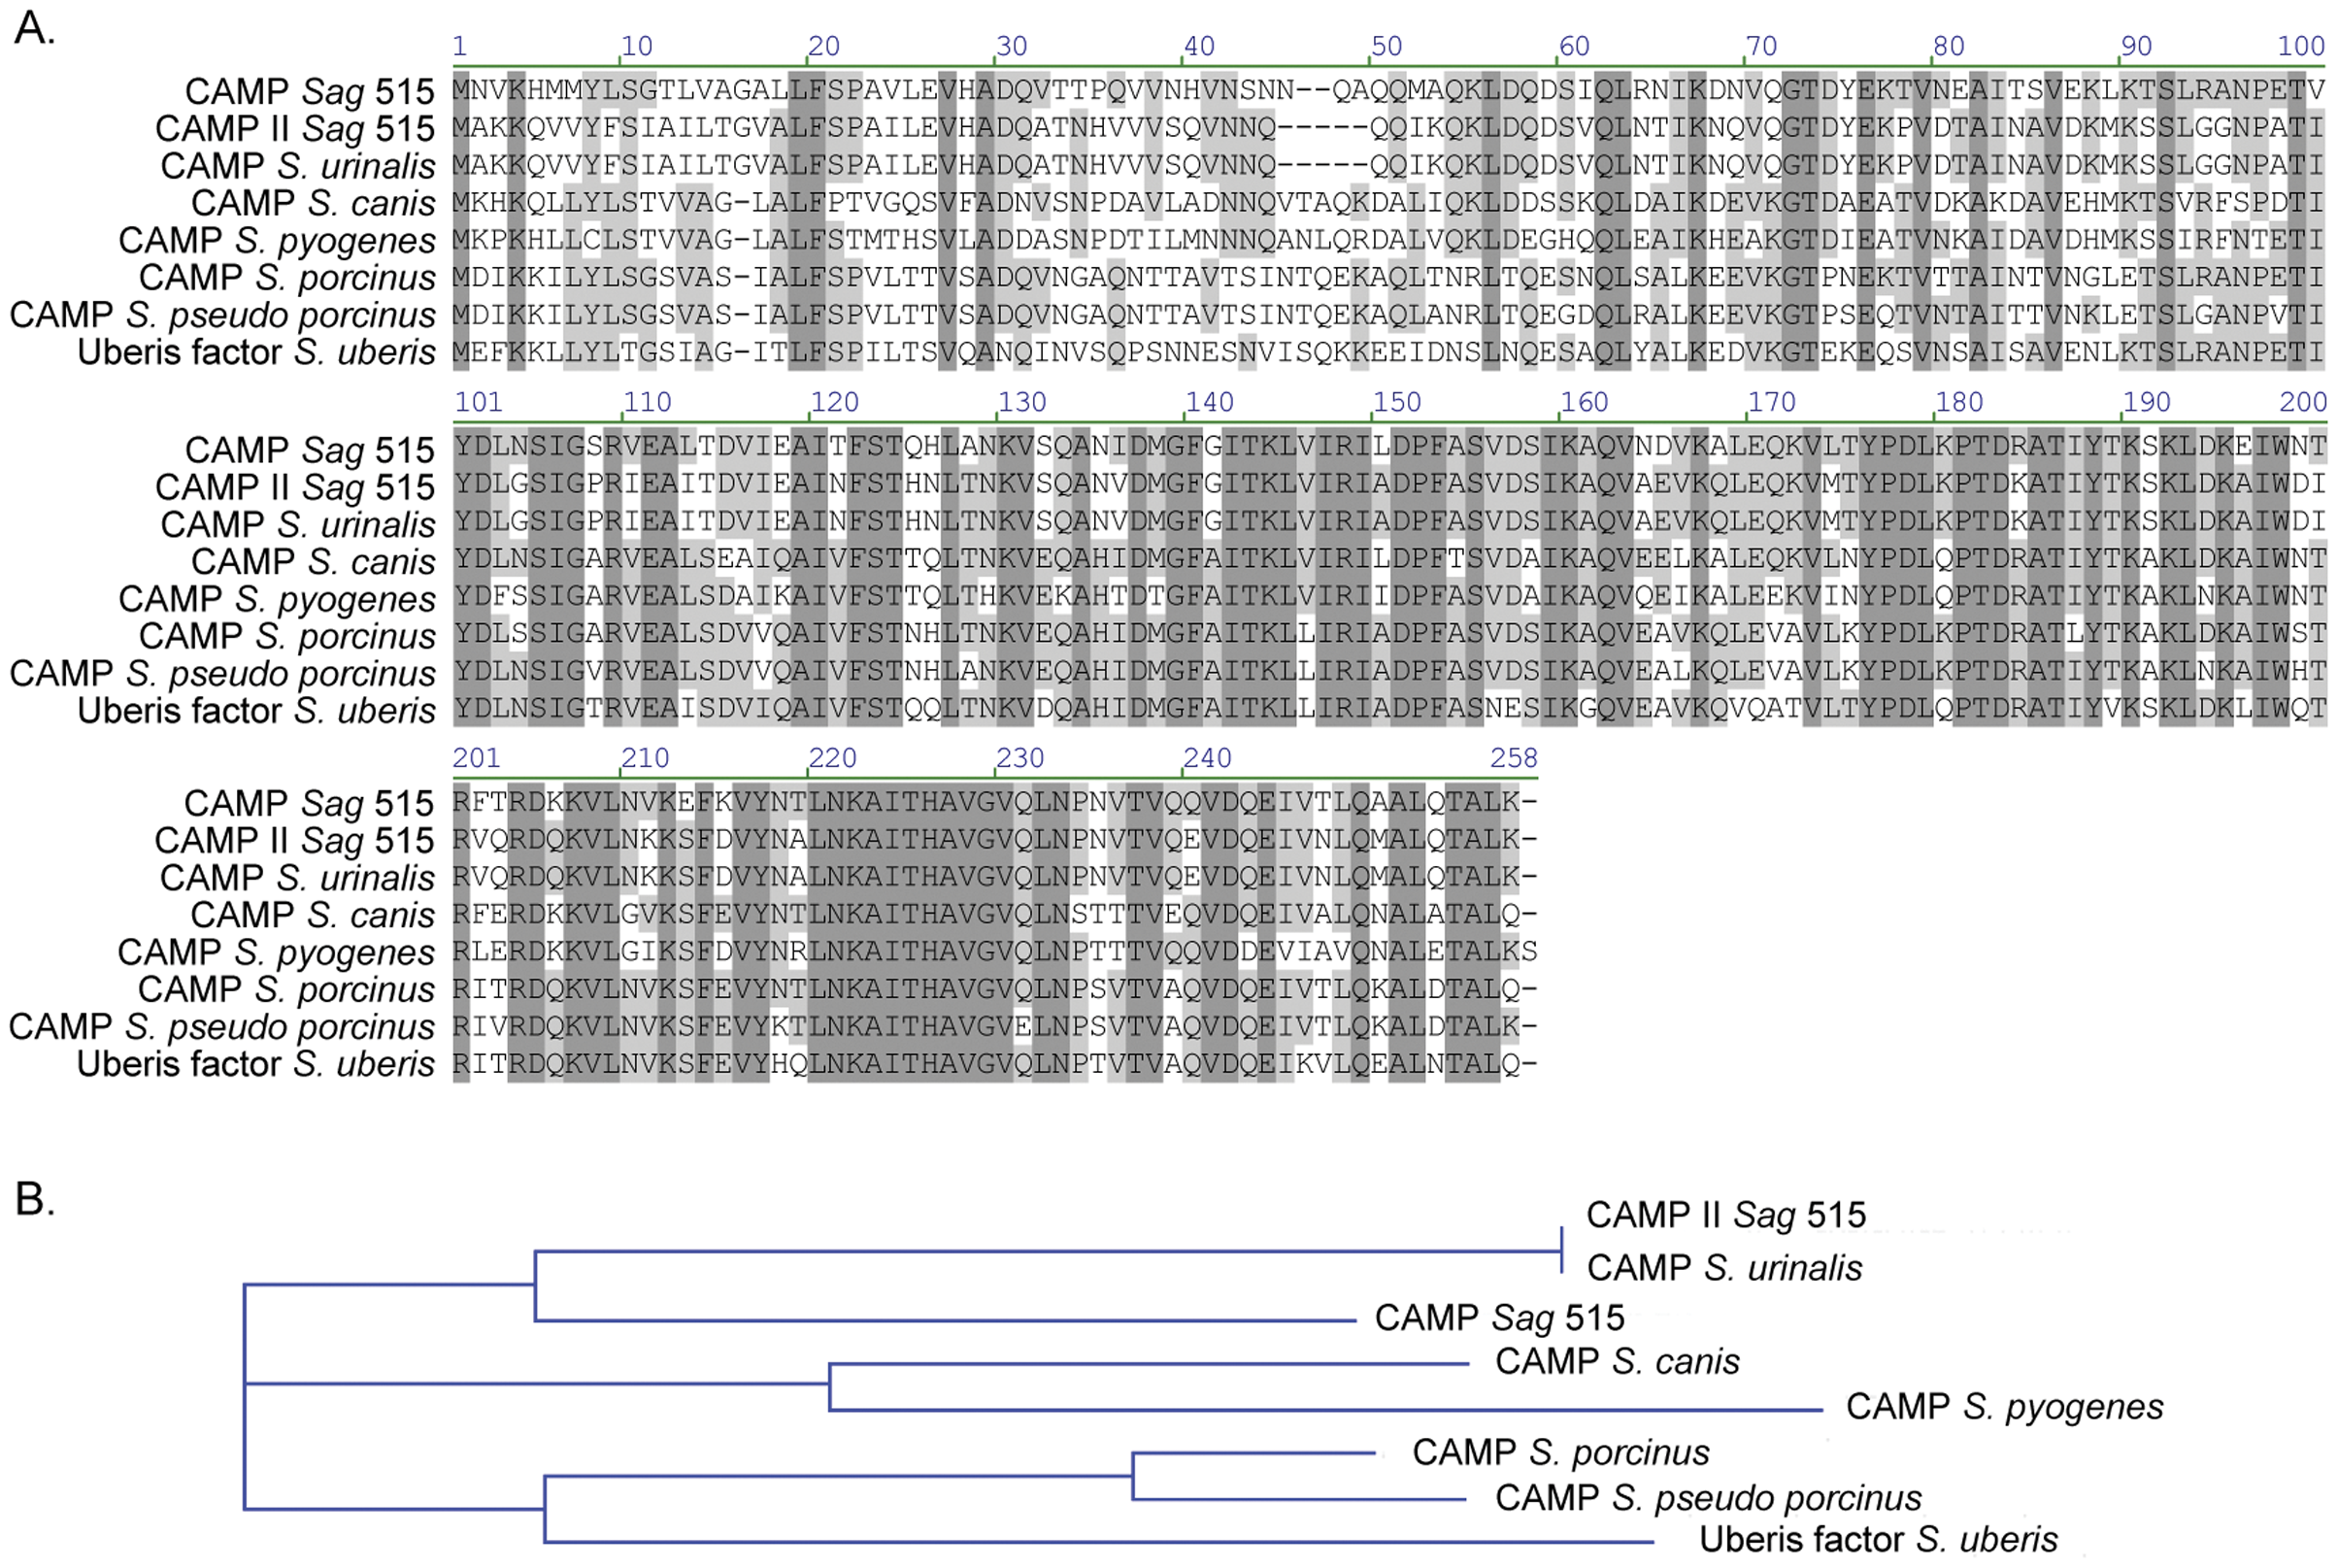 A.
1 10 20 30 40 50 60 70 80 90 100
CAMP Sag 515 MNVKHMMYLSGTLVAGALLFSPAVLEVHADQVTTPQVVNHVNSNN--QAQQMAQKLDQDSIQLRNIKDNVQGTDYEKTVNEAITSVEKLKTSLRANPETV
CAMP II Sag 515 MAKKQVVYFSIAILTGVALFSPAILEVHADQATNHVVVSQVNNQ-----QQIKQKLDQDSVQLNTIKNQVQGTDYEKPVDTAINAVDKMKSSLGGNPATI
CAMP S. urinalis MAKKQVVYFSIAILTGVALFSPAILEVHADQATNHVVVSQVNNQ-----QQIKQKLDQDSVQLNTIKNQVQGTDYEKPVDTAINAVDKMKSSLGGNPATI
CAMP S. canis MKHKQLLYLSTVVAG-LALFPTVGQSVFADNVSNPDAVLADNNQVTAQKDALIQKLDDSSKQLDAIKDEVKGTDAEATVDKAKDAVEHMKTSVRFSPDTI
CAMP S. pyogenes MKPKHLLCLSTVVAG-LALFSTMTHSVLADDASNPDTILMNNNQANLQRDALVQKLDEGHQQLEAIKHEAKGTDIEATVNKAIDAVDHMKSSIRFNTETI
CAMP S. porcinus MDIKKILYLSGSVAS-IALFSPVLTTVSADQVNGAQNTTAVTSINTQEKAQLTNRLTQESNQLSALKEEVKGTPNEKTVTTAINTVNGLETSLRANPETI
CAMP S. pseudo porcinus MDIKKILYLSGSVAS-IALFSPVLTTVSADQVNGAQNTTAVTSINTQEKAQLANRLTQEGDQLRALKEEVKGTPSEQTVNTAITTVNKLETSLGANPVTI
Uberis factor S. uberis MEFKKLLYLTGSIAG-ITLFSPILTSVQANQINVSQPSNNESNVISQKKEEIDNSLNQESAQLYALKEDVKGTEKEQSVNSAISAVENLKTSLRANPETI
101 110 120 130 140 150 160 170 180 190 200
CAMP Sag 515 YDLNSIGSRVEALTDVIEAITFSTQHLANKVSQANIDMGFGITKLVIRILDPFASVDSIKAQVNDVKALEQKVLTYPDLKPTDRATIYTKSKLDKEIWNT
CAMP II Sag 515 YDLGSIGPRIEAITDVIEAINFSTHNLTNKVSQANVDMGFGITKLVIRIADPFASVDSIKAQVAEVKQLEQKVMTYPDLKPTDKATIYTKSKLDKAIWDI
CAMP S. urinalis YDLGSIGPRIEAITDVIEAINFSTHNLTNKVSQANVDMGFGITKLVIRIADPFASVDSIKAQVAEVKQLEQKVMTYPDLKPTDKATIYTKSKLDKAIWDI
CAMP S. canis YDLNSIGARVEALSEAIQAIVFSTTQLTNKVEQAHIDMGFAITKLVIRILDPFTSVDAIKAQVEELKALEQKVLNYPDLQPTDRATIYTKAKLDKAIWNT
CAMP S. pyogenes YDFSSIGARVEALSDAIKAIVFSTTQLTHKVEKAHTDTGFAITKLVIRIIDPFASVDAIKAQVQEIKALEEKVINYPDLQPTDRATIYTKAKLNKAIWNT
CAMP S. porcinus YDLSSIGARVEALSDVVQAIVFSTNHLTNKVEQAHIDMGFAITKLLIRIADPFASVDSIKAQVEAVKQLEVAVLKYPDLKPTDRATLYTKAKLDKAIWST
CAMP S. pseudo porcinus YDLNSIGVRVEALSDVVQAIVFSTNHLANKVEQAHIDMGFAITKLLIRIADPFASVDSIKAQVEALKQLEVAVLKYPDLKPTDRATIYTKAKLNKAIWHT
Uberis factor S. uberis YDLNSIGTRVEAISDVIQAIVFSTQQLTNKVDQAHIDMGFAITKLLIRIADPFASNESIKGQVEAVKQVQATVLTYPDLQPTDRATIYVKSKLDKLIWQT
201 210 220 230 240 258
CAMP Sag 515 RFTRDKKVLNVKEFKVYNTLNKAITHAVGVQLNPNVTVQQVDQEIVTLQAALQTALK-
CAMP II Sag 515 RVQRDQKVLNKKSFDVYNALNKAITHAVGVQLNPNVTVQEVDQEIVNLQMALQTALK-
CAMP S. urinalis RVQRDQKVLNKKSFDVYNALNKAITHAVGVQLNPNVTVQEVDQEIVNLQMALQTALK-
CAMP S. canis RFERDKKVLGVKSFEVYNTLNKAITHAVGVQLNSTTTVEQVDQEIVALQNALATALQ-
CAMP S. pyogenes RLERDKKVLGIKSFDVYNRLNKAITHAVGVQLNPTTTVQQVDDEVIAVQNALETALKS
CAMP S. porcinus RITRDQKVLNVKSFEVYNTLNKAITHAVGVQLNPSVTVAQVDQEIVTLQKALDTALQ-
CAMP S. pseudo porcinus RIVRDQKVLNVKSFEVYKTLNKAITHAVGVELNPSVTVAQVDQEIVTLQKALDTALK-
Uberis factor S. uberis RITRDQKVLNVKSFEVYHQLNKAITHAVGVQLNPTVTVAQVDQEIKVLQEALNTALQ-
B.
CAMP II Sag 515
CAMP S. urinalis
CAMP Sag 515
CAMP S. canis
CAMP S. pyogenes
CAMP S. porcinus
CAMP S. pseudo porcinus
Uberis factor S. uberis